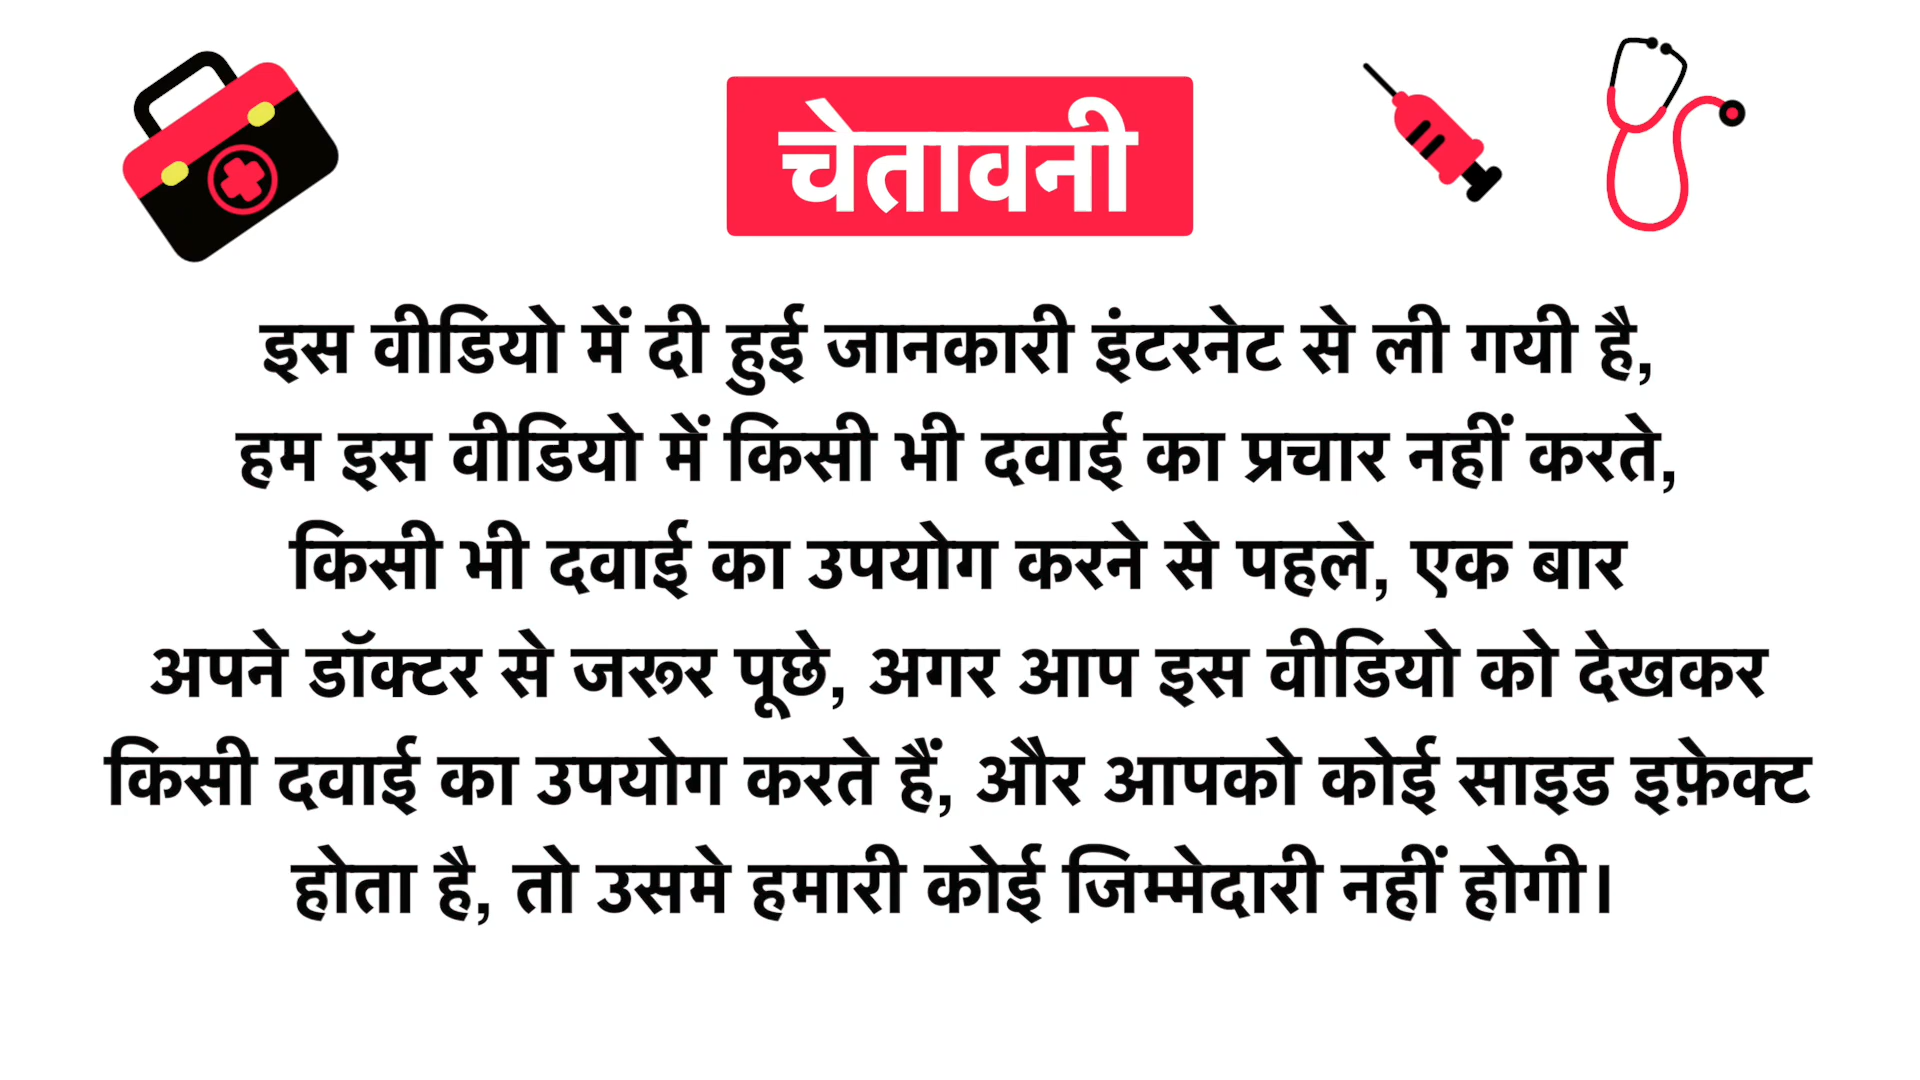 चेतावनी
इस वीडियो में दी हुई जानकारी इंटरनेट से ली गयी है,
हम इस वीडियो में किसी भी दवाई का प्रचार नहीं करते,
किसी भी दवाई का उपयोग करने से पहले, एक बार
अपने डॉक्टर से जरूर पूछे, अगर आप इस वीडियो को देखकर
किसी दवाई का उपयोग करते हैं, और आपको कोई साइड इफ़ेक्ट
होता है, तो उसमे हमारी कोई जिम्मेदारी नहीं होगी।